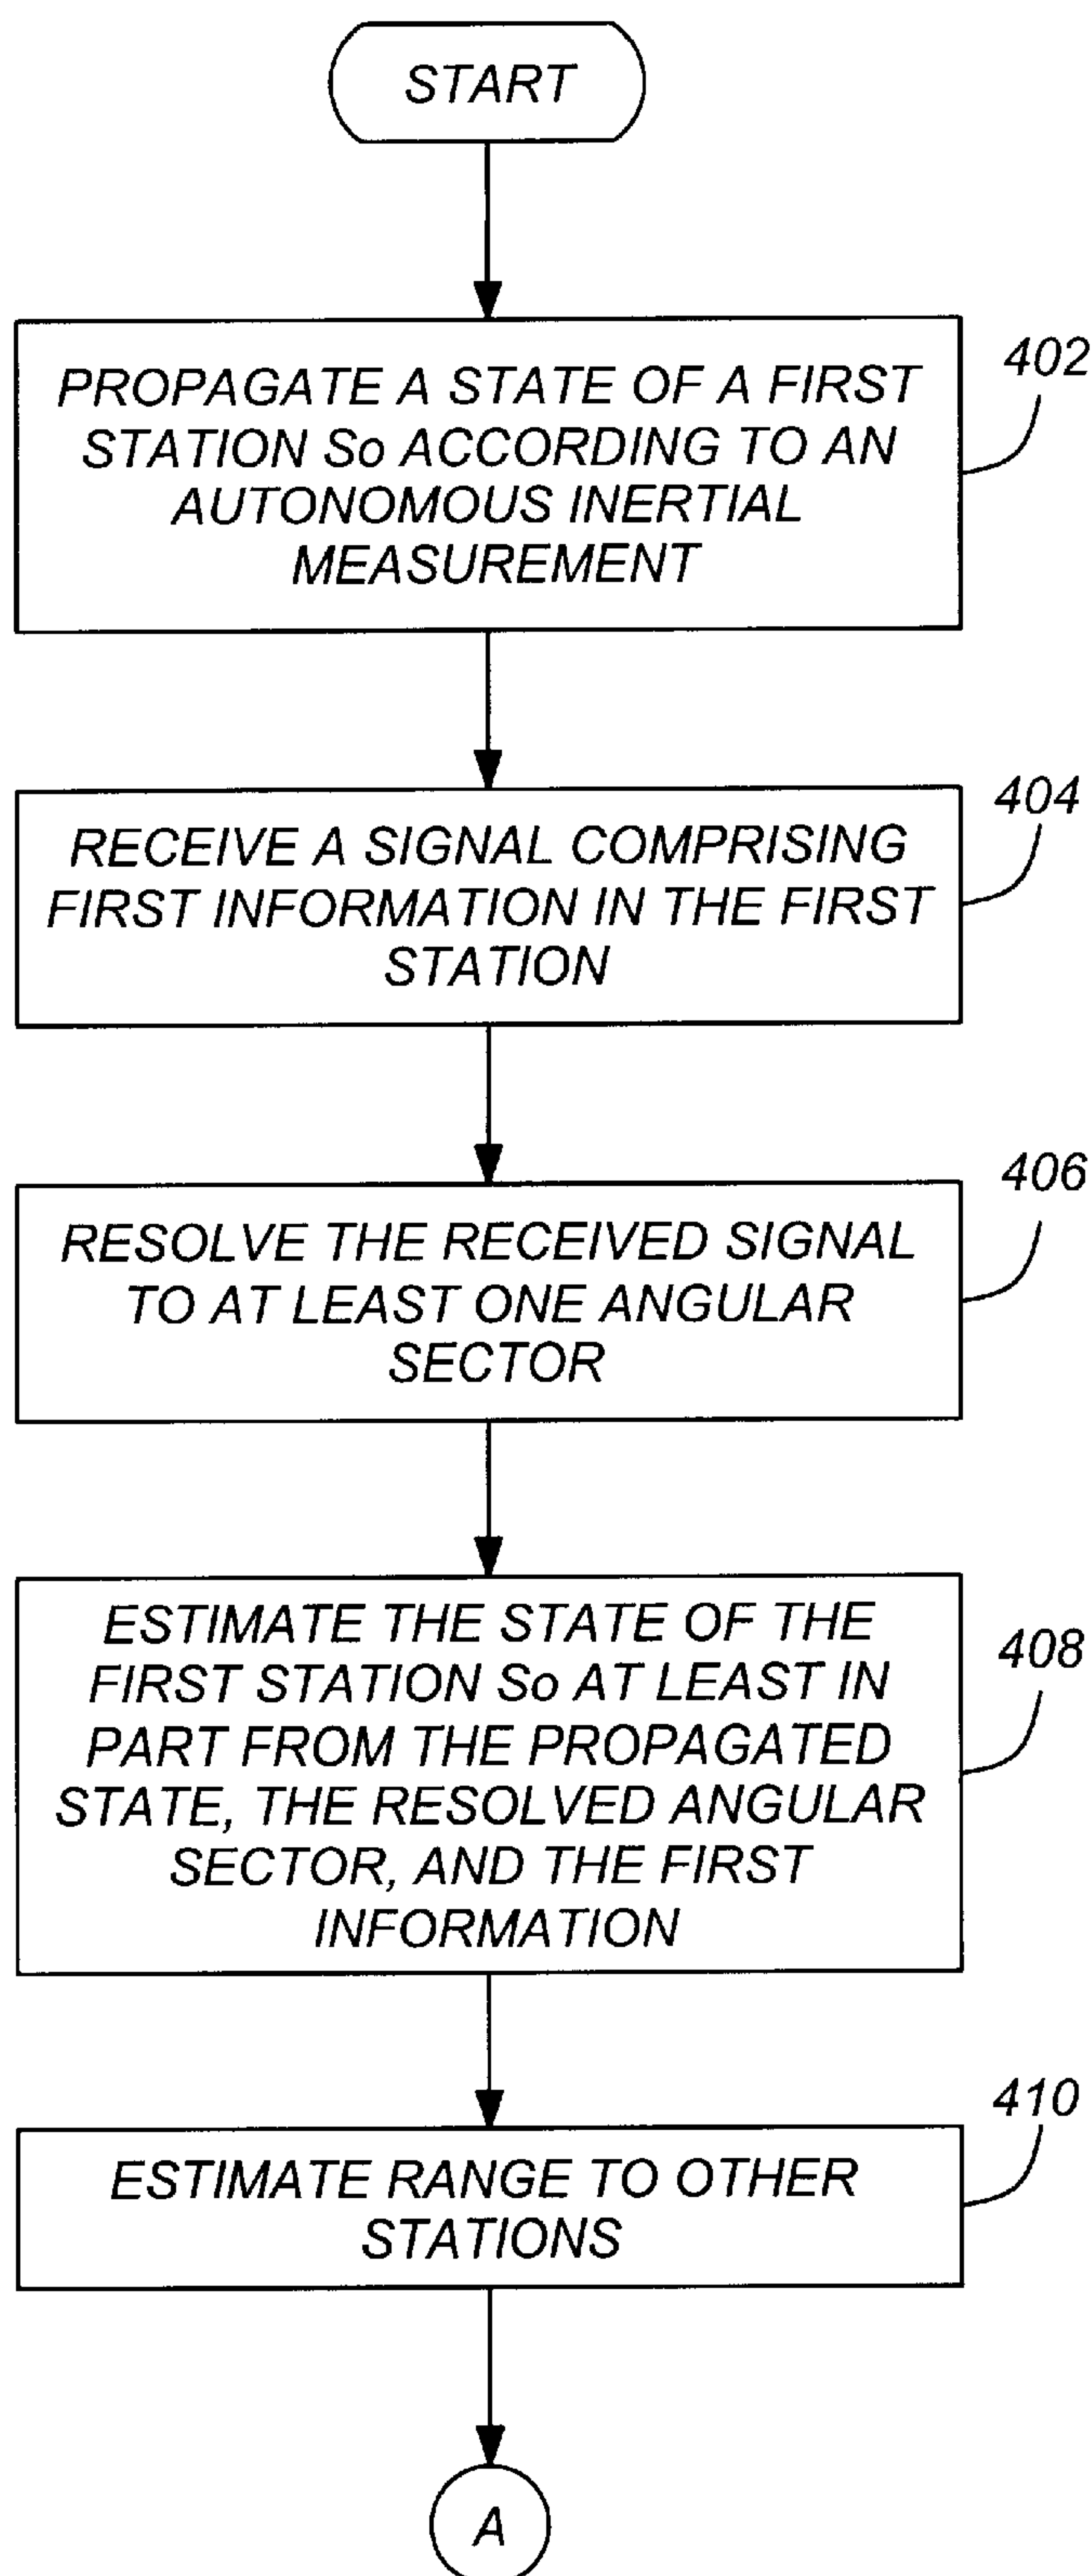 START
PROPAGATE A STATE OF A FIRST
STATION So ACCORDING TO AN
AUTONOMOUS INERTIAL
MEASUREMENT
402
RECEIVE A SIGNAL COMPRISING
FIRST INFORMATION IN THE FIRST
STATION
404
RESOLVE THE RECEIVED SIGNAL
TO AT LEAST ONE ANGULAR
SECTOR
406
ESTIMATE THE STATE OF THE
FIRST STATION So AT LEAST IN
PART FROM THE PROPAGATED
STATE, THE RESOLVED ANGULAR
SECTOR, AND THE FIRST
INFORMATION
408
ESTIMATE RANGE TO OTHER
STATIONS
410
A